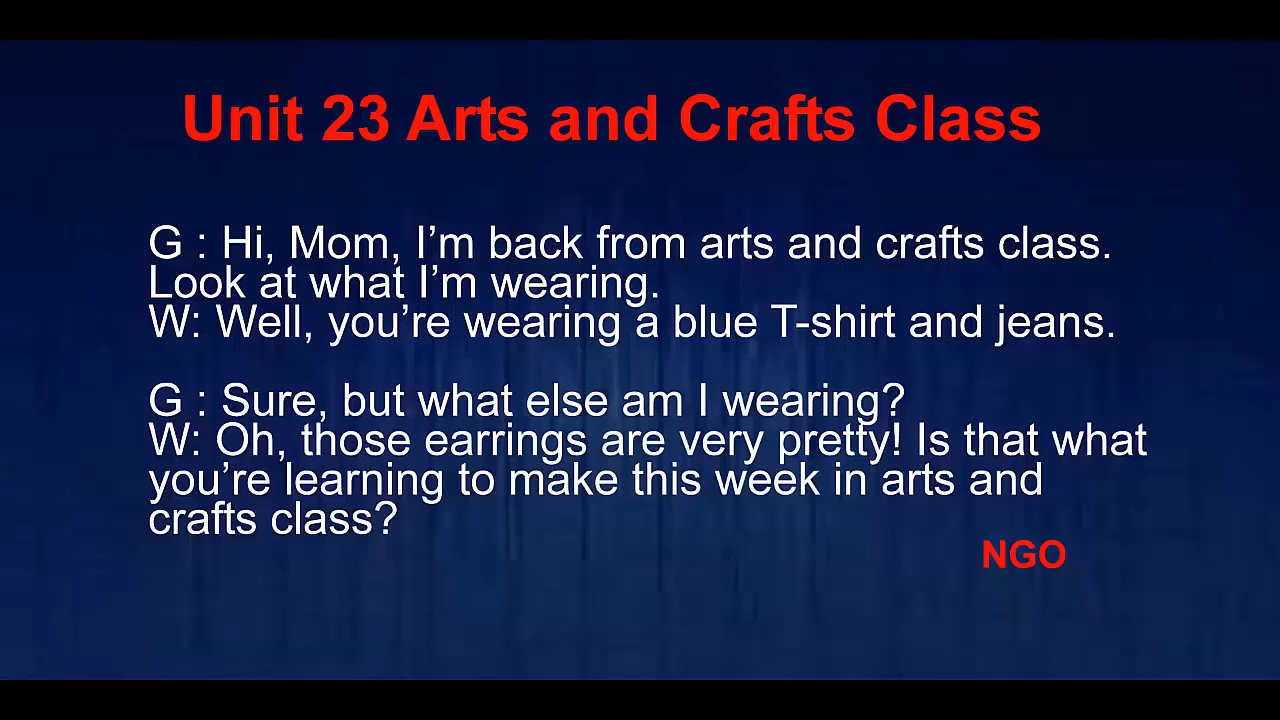 Unit 23 Arts and Crafts Class
G : Hi, Mom, I’m back from arts and crafts class.
Look at what I’m wearing.
W: Well, you’re wearing a blue T-shirt and jeans.
G : Sure, but what else am I wearing?
W: Oh, those earrings are very pretty! Is that what
you’re learning to make this week in arts and
crafts class?
NGO